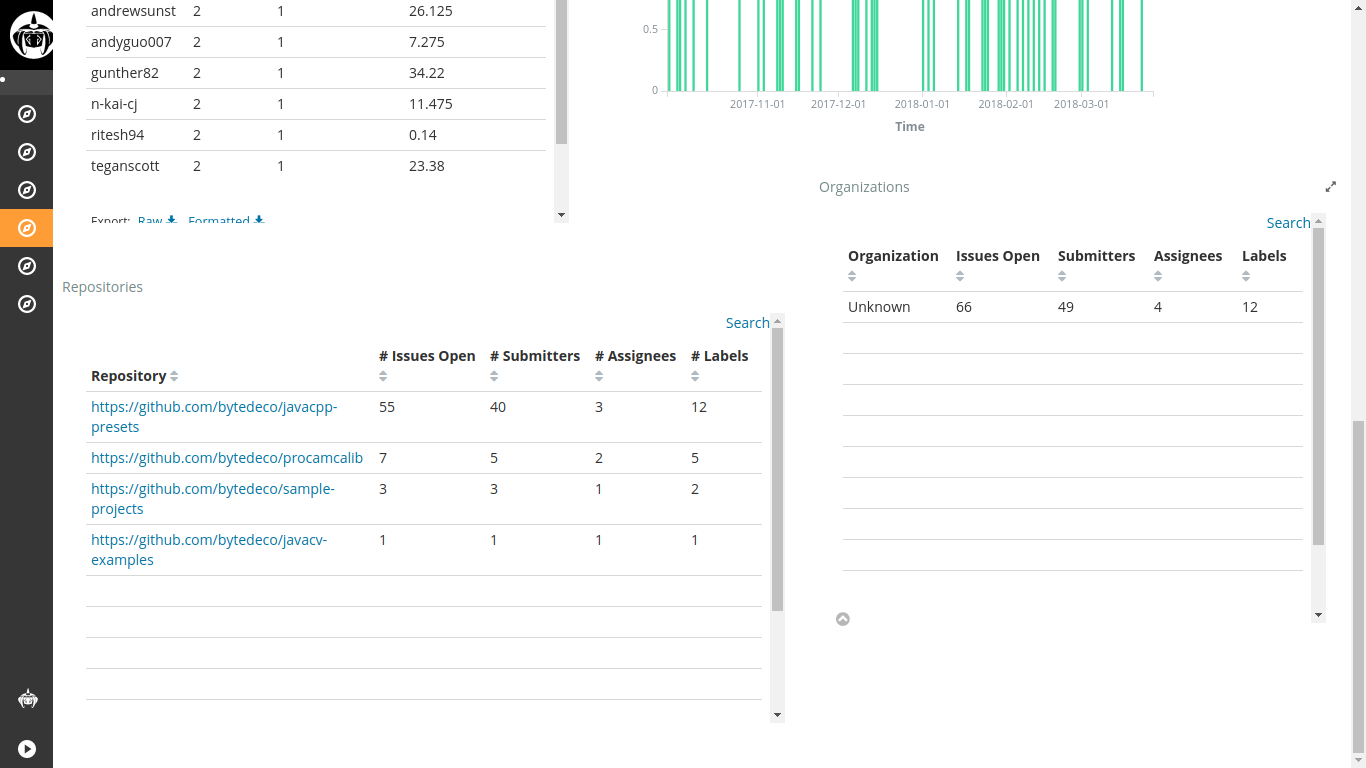 andrewsunst 2 1 26.125
andyguo007 2 1 7.275
gunther82 2 1 34.22
n-kai-cj 2 1 11.475
ritesh94 2 1 0.14
teganscott 2 1 23.38
Export: Raw Formatted
0.5
0
2017-11-01 2017-12-01 2018-01-01 2018-02-01 2018-03-01
Time
Repositories
Search
# Issues Open # Submitters # Assignees # Labels
Repository
https://github.com/bytedeco/javacpp- 55 40 3 12
presets
https://github.com/bytedeco/procamcalib 7 5 2 5
https://github.com/bytedeco/sample- 3 3 1 2
projects
https://github.com/bytedeco/javacv- 1 1 1 1
examples
Organizations
Search
Organization Issues Open Submitters Assignees Labels
Unknown 66 49 4 12